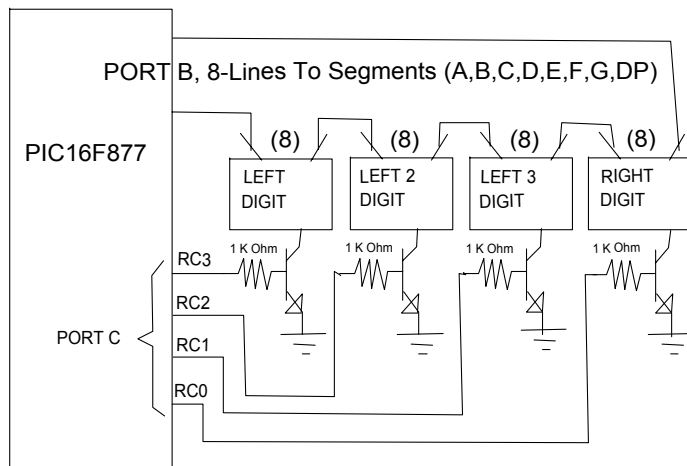 PORT B, 8-Lines To Segments (A,B,C,D,E,F,G,DP)
PIC16F877
(8) (8) (8) (8)
LEFT DIGIT
LEFT 2 DIGIT
LEFT 3 DIGIT
RIGHT DIGIT
1 K Ohm 1 K Ohm 1 K Ohm 1 K Ohm
RC3
RC2
PORT C
RC1
RC0